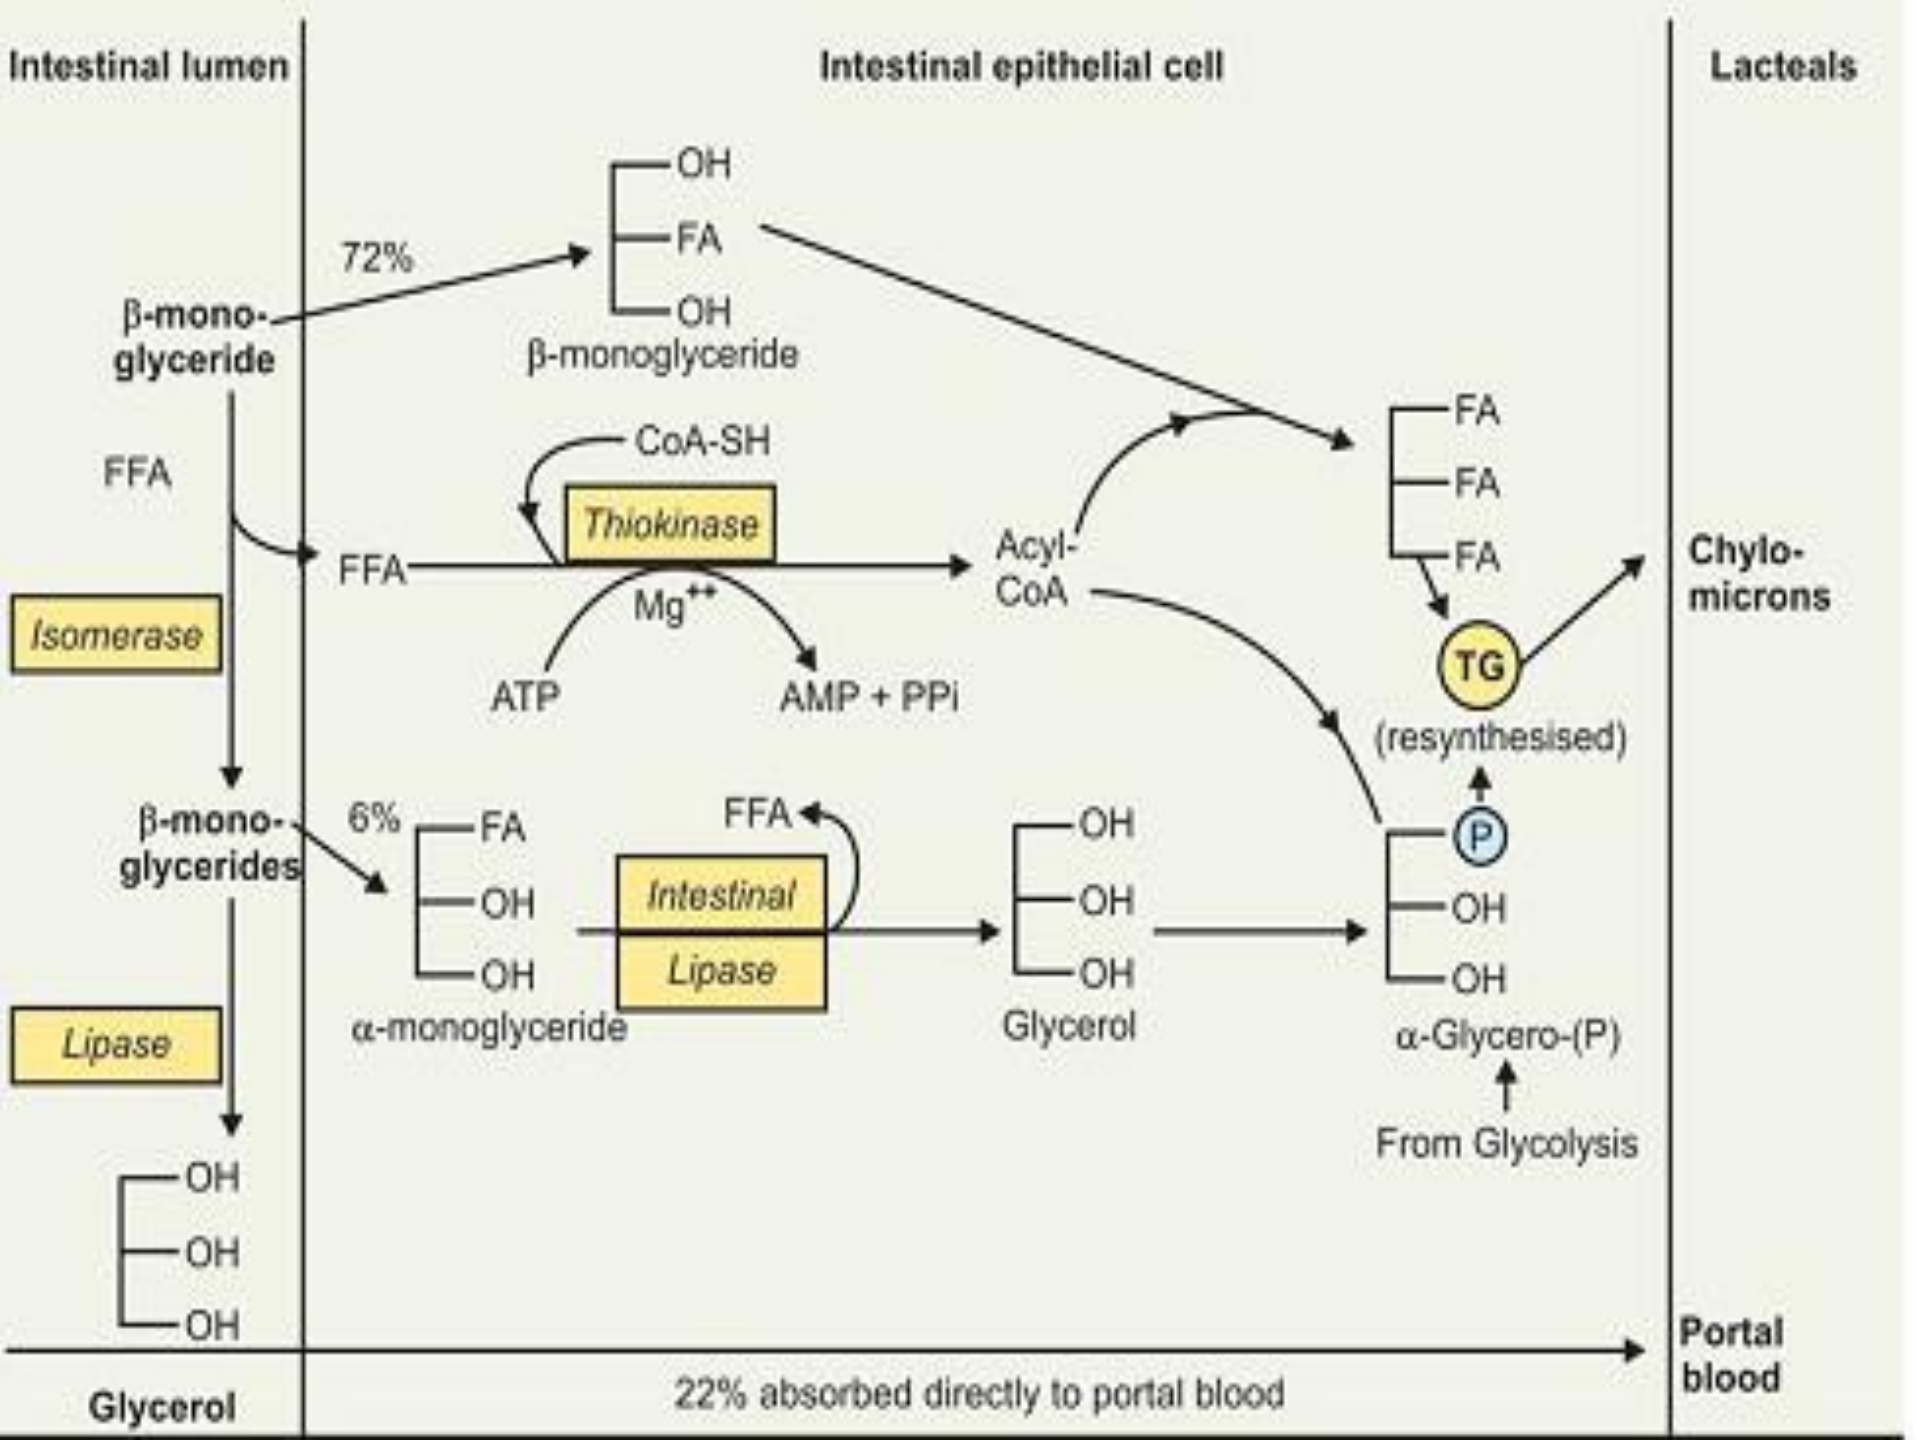 Intestinal lumen
Intestinal epithelial cell
Lacteals
OH
FA
OH
β-monoglyceride
72%
β-mono-
glyceride
FFA
CoA-SH
Thiokinase
FFA
Mg++
ATP
AMP + PPi
Acyl-
CoA
FA
FA
FA
TG
(resynthesised)
Chylo-
microns
Isomerase
β-mono-
glycerides
6%
FA
OH
OH
α-monoglyceride
FFA
Intestinal
Lipase
OH
OH
OH
Glycerol
P
OH
OH
α-Glycero-(P)
From Glycolysis
Lipase
OH
OH
OH
Glycerol
22% absorbed directly to portal blood
Portal
blood